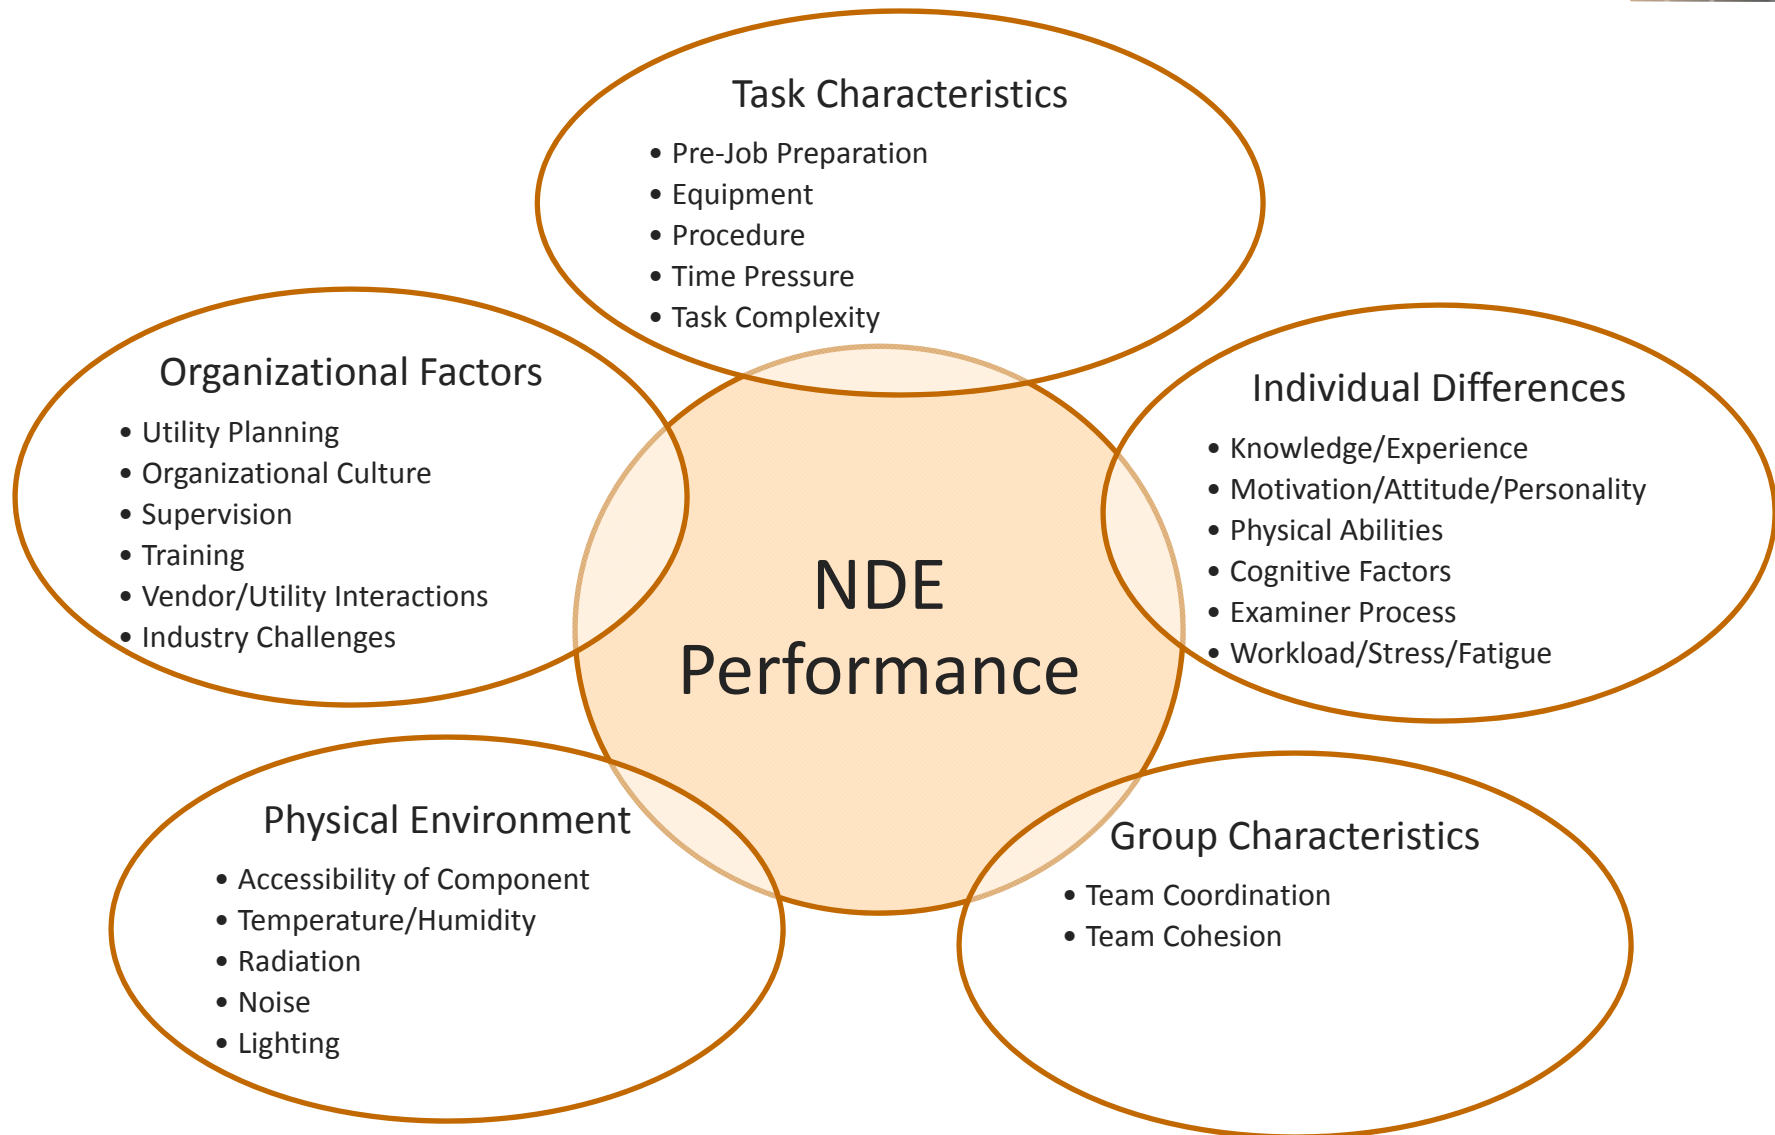 Task Characteristics
• Pre-Job Preparation
• Equipment
• Procedure
• Time Pressure
• Task Complexity
Organizational Factors
• Utility Planning
• Organizational Culture
• Supervision
• Training
• Vendor/Utility Interactions
• Industry Challenges
Individual Differences
• Knowledge/Experience
• Motivation/Attitude/Personality
• Physical Abilities
• Cognitive Factors
• Examiner Process
• Workload/Stress/Fatigue
NDE
Performance
Physical Environment
• Accessibility of Component
• Temperature/Humidity
• Radiation
• Noise
• Lighting
Group Characteristics
• Team Coordination
• Team Cohesion